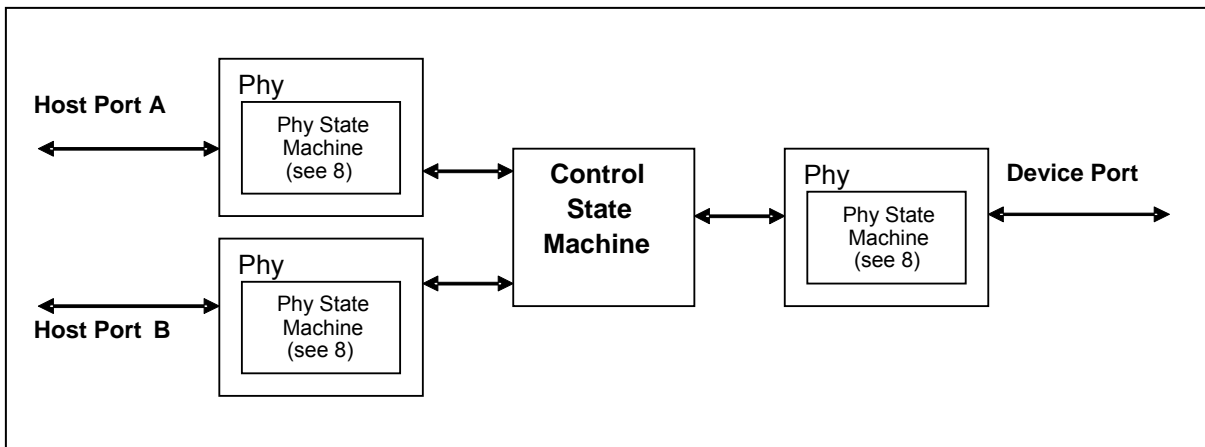 Host Port A
Phy
Phy State
Machine
(see 8)
Host Port B
Phy
Phy State
Machine
(see 8)
Control
State
Machine
Phy
Phy State
Machine
(see 8)
Device Port